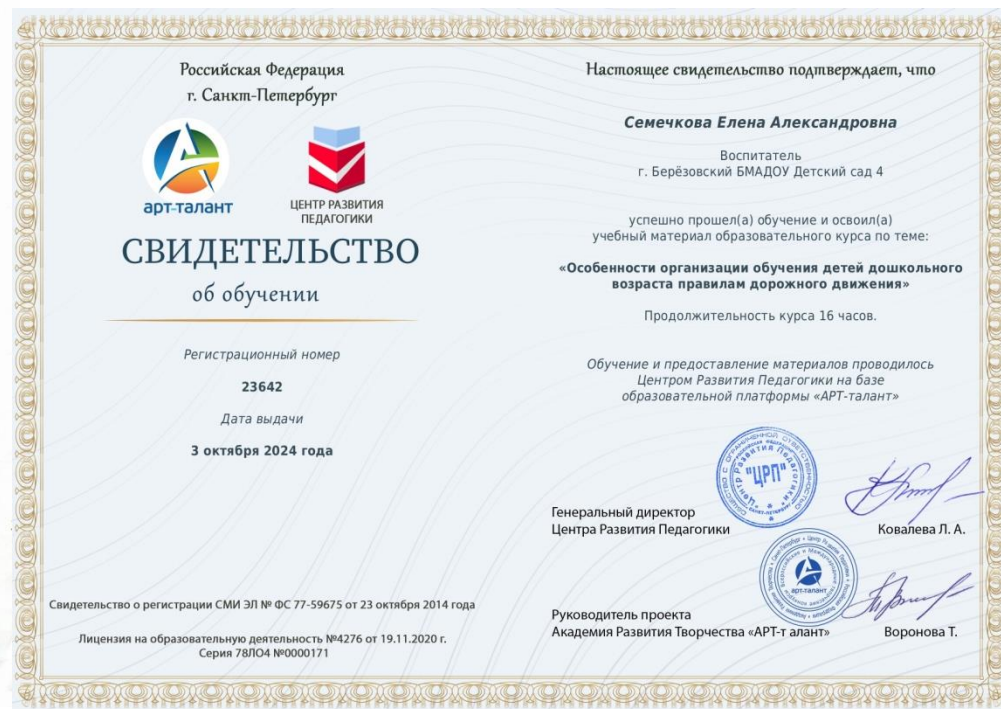 Российская Федерация
г. Санкт-Петербург
арт-талант
ЦЕНТР РАЗВИТИЯ
ПЕДАГОГИКИ
СВИДЕТЕЛЬСТВО
об обучении
Регистрационный номер
23642
Дата выдачи
3 октября 2024 года
Свидетельство о регистрации СМИ ЭЛ № ФС 77-59675 от 23 октября 2014 года
Лицензия на образовательную деятельность №4276 от 19.11.2020 г.
Серия 78ЛО4 №0000171
Настоящее свидетельство подтверждает, что
Семечкова Елена Александровна
Воспитатель
г. Берёзовский БМАДОУ Детский сад 4
успешно прошел(а) обучение и освоил(а)
учебный материал образовательного курса по теме:
«Особенности организации обучения детей дошкольного
возраста правилам дорожного движения»
Продолжительность курса 16 часов.
Обучение и предоставление материалов проводилось
Центром Развития Педагогики на базе
образовательной платформы «АРТ-талант»
"ЦРП"
Генеральный директор
Центра Развития Педагогики
Ковалева Л. А.
арт-талант
Руководитель проекта
Академия Развития Творчества «АРТ-т алант»
Воронова Т.